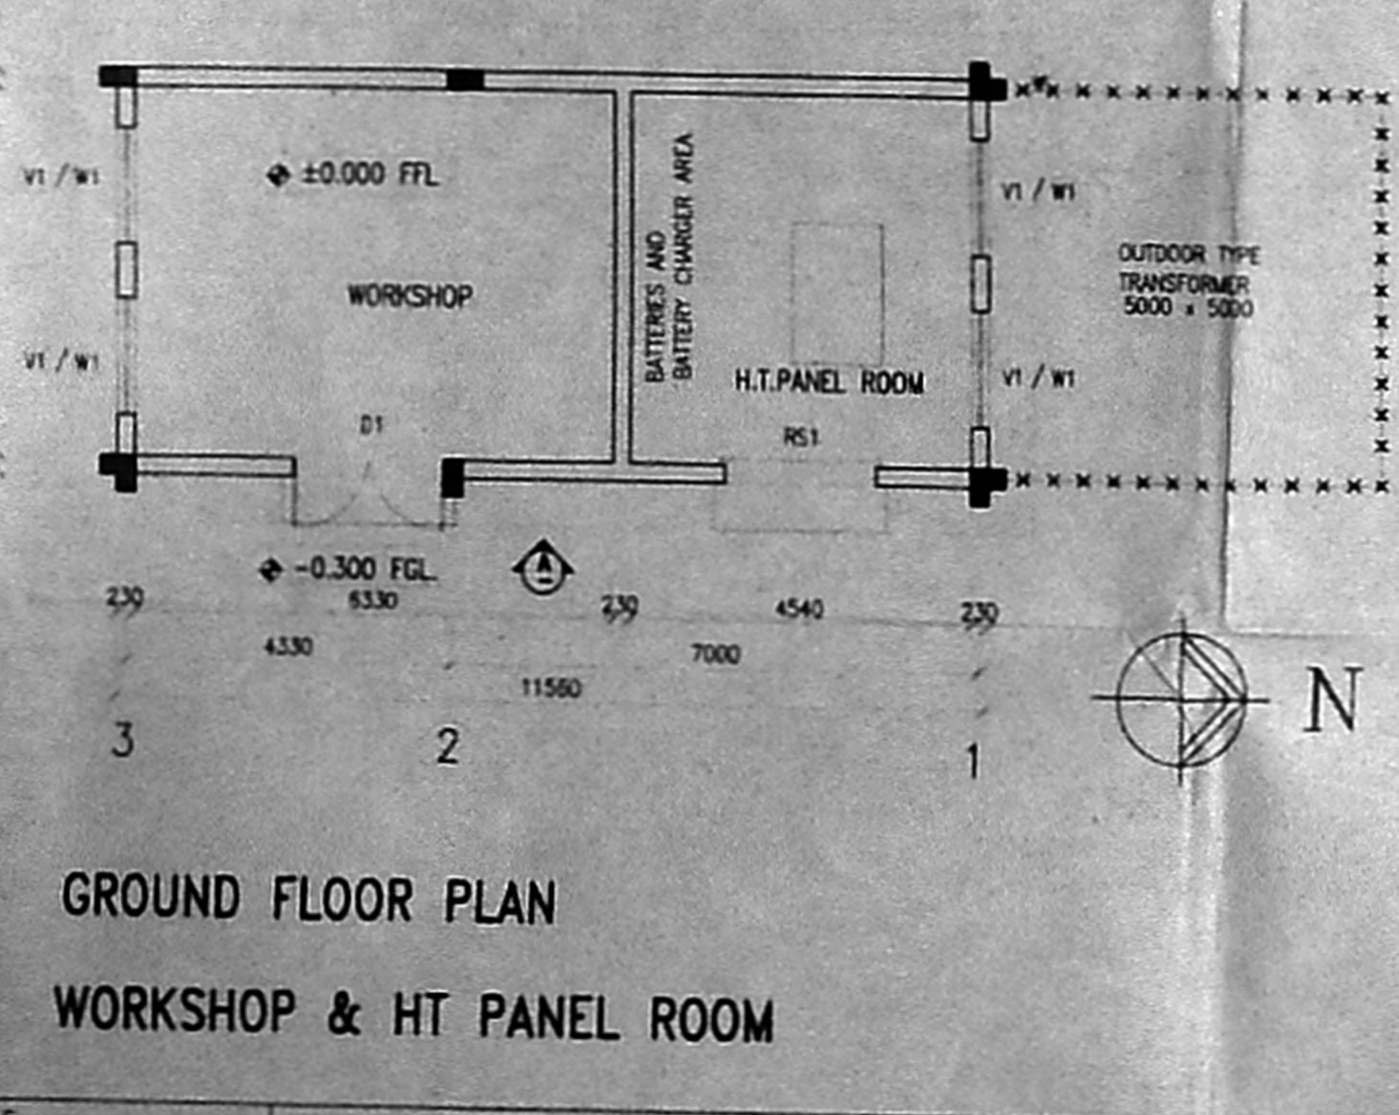 V1 / W1
±0.000 FFL
WORKSHOP
V1 / W1
D1
BATTERIES AND
BATTERY CHARGER AREA
H.T.PANEL ROOM
RS1
V1 / W1
V1 / W1
OUTDOOR TYPE
TRANSFORMER
5000 x 5000
-0.300 FGL
A
230 6330 230 4540 230
4330 7000
11560
3 2 1
N
GROUND FLOOR PLAN
WORKSHOP & HT PANEL ROOM